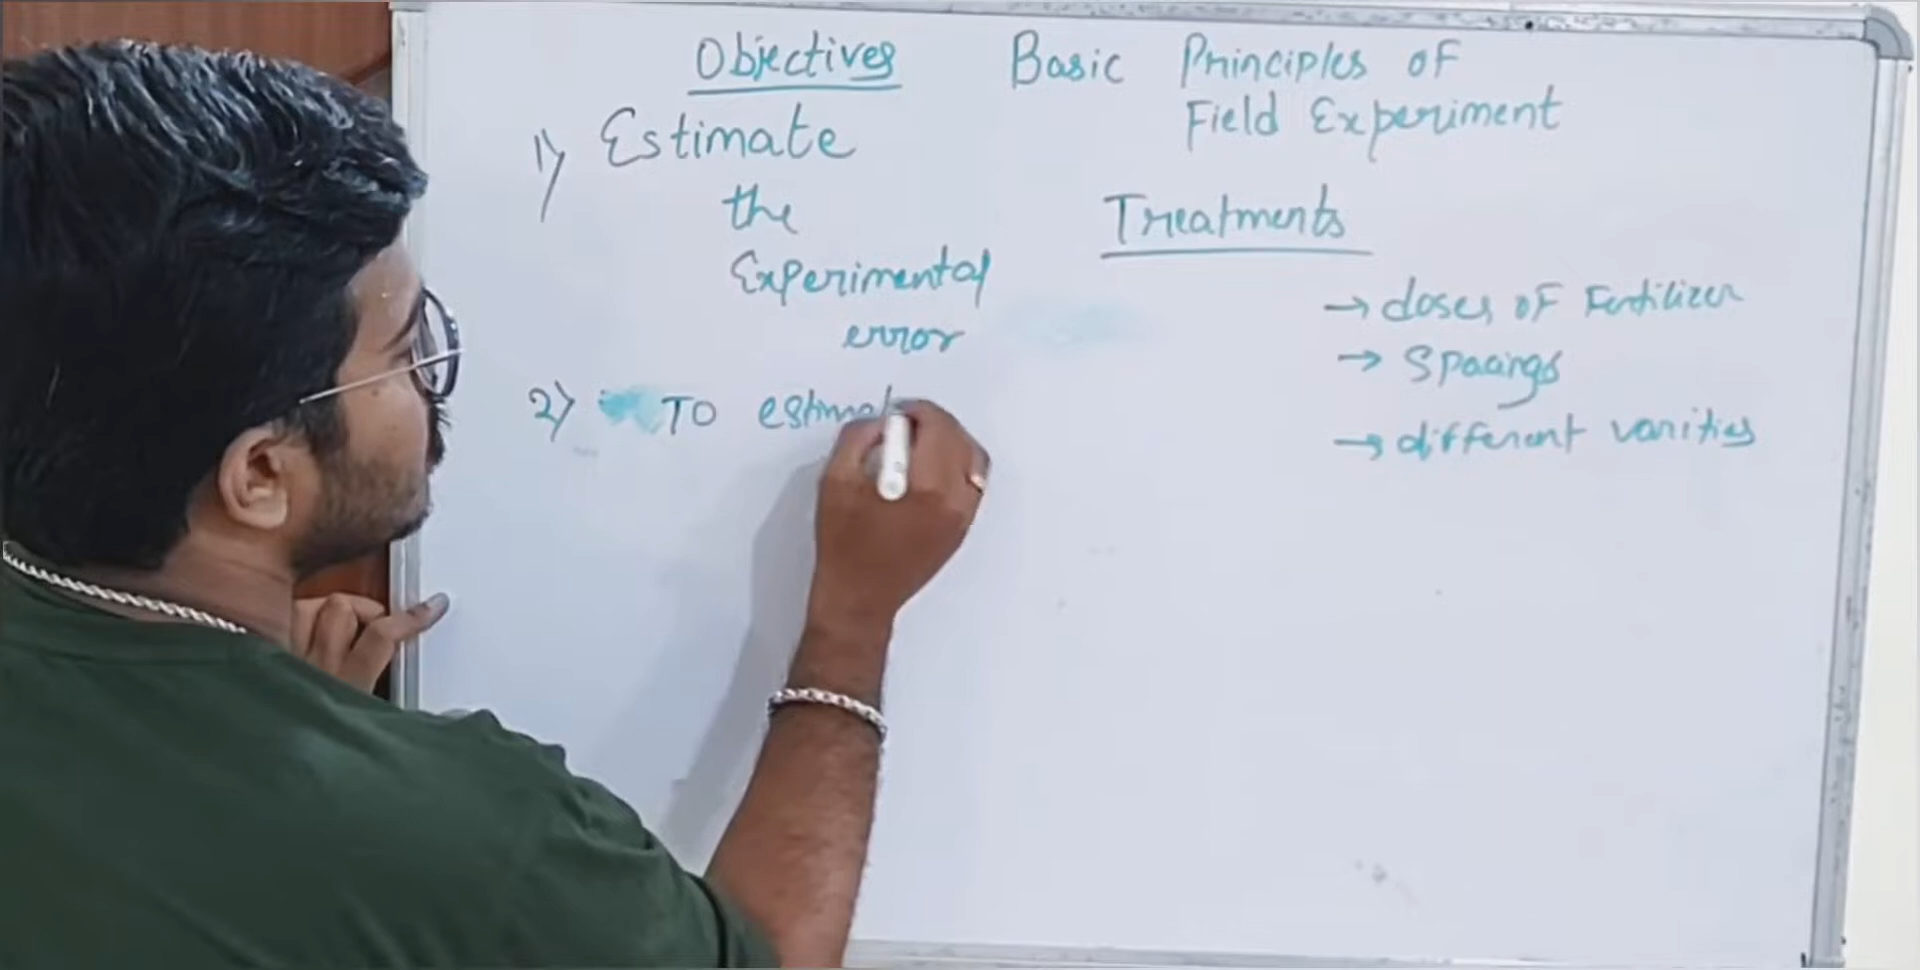 Objectives
1) Estimate
the
Experimental
error
2) To estimat
Basic Principles of
Field Experiment
Treatments
→ doses of Fertilizer
→ Spacings
→ different varities